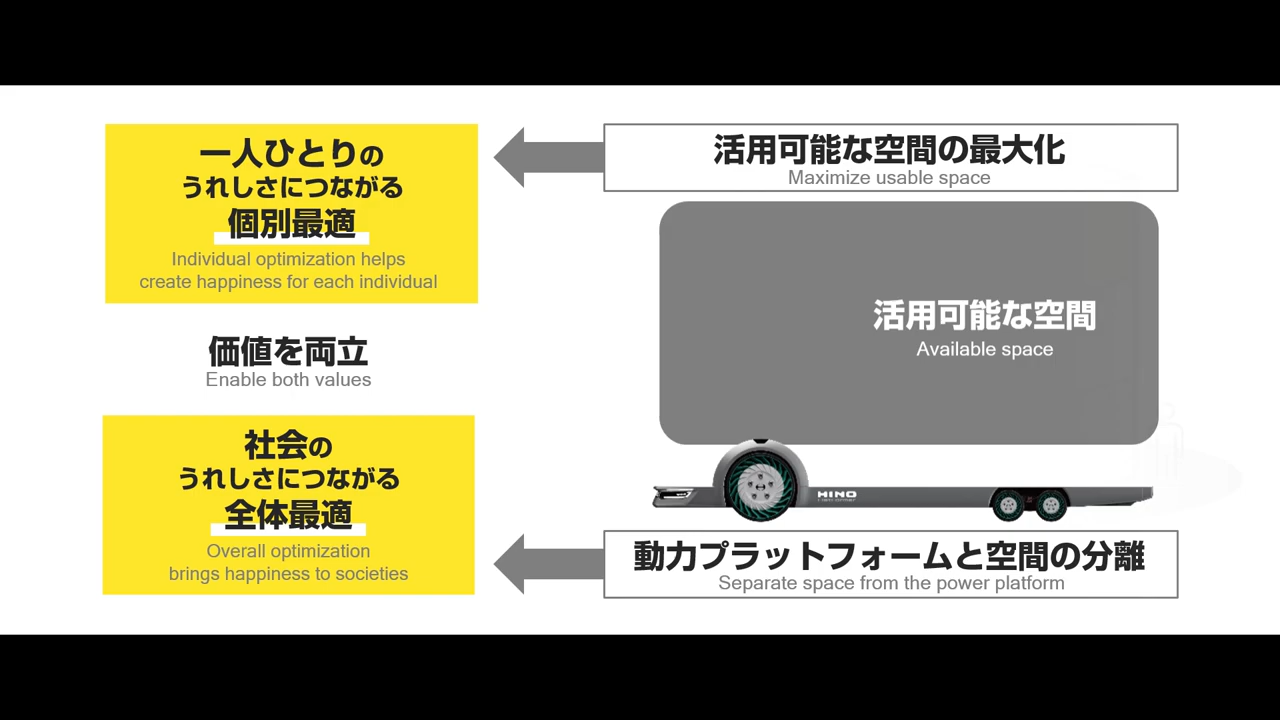 一人ひとりの
うれしさにつながる
個別最適
Individual optimization helps
create happiness for each individual
価値を両立
Enable both values
社会の
うれしさにつながる
全体最適
Overall optimization
brings happiness to societies
活用可能な空間の最大化
Maximize usable space
活用可能な空間
Available space
HINO
動力プラットフォームと空間の分離
Separate space from the power platform